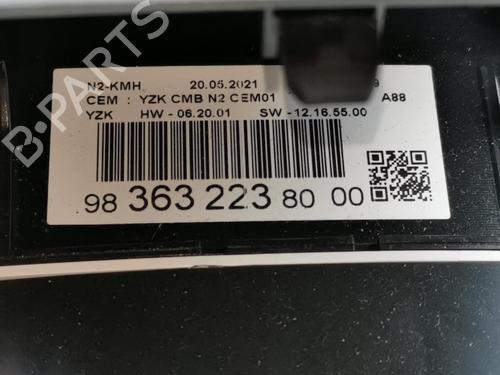 B-PARTS
N2-KMH 20.05.2021 9
CEM : YZK CMB N2 CEM01 A88
YZK HW - 06.20.01 SW - 12.16.55.00
98 363 223 80 00